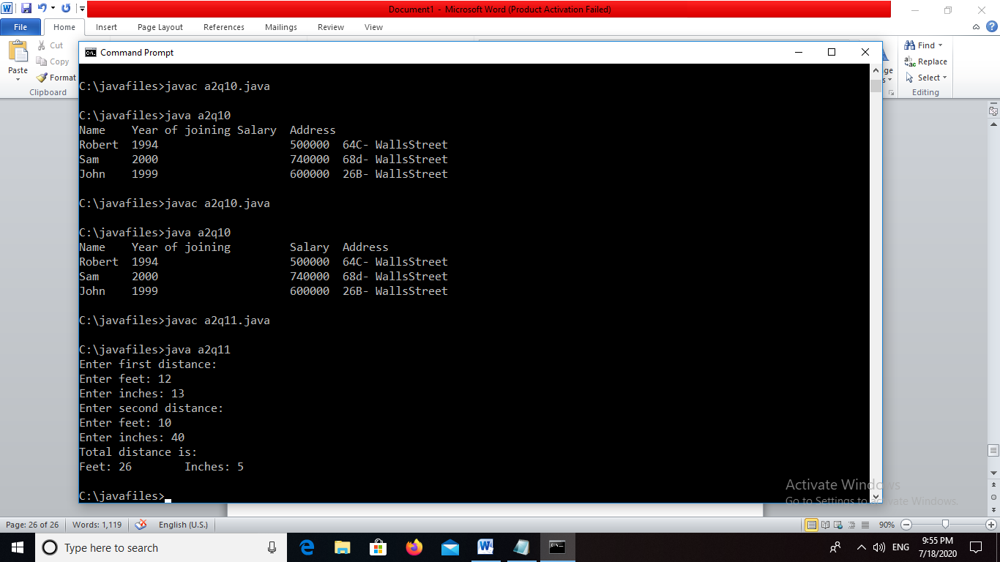 Document1 - Microsoft Word (Product Activation Failed)
File Home Insert Page Layout References Mailings Review View
Paste
Cut
Copy
Format
Clipboard
Find
Replace
Select
Editing
Command Prompt
C:\javafiles>javac a2q10.java
C:\javafiles>java a2q10
Name Year of joining Salary Address
Robert 1994 500000 64C- WallsStreet
Sam 2000 740000 68d- WallsStreet
John 1999 600000 26B- WallsStreet
C:\javafiles>javac a2q10.java
C:\javafiles>java a2q10
Name Year of joining Salary Address
Robert 1994 500000 64C- WallsStreet
Sam 2000 740000 68d- WallsStreet
John 1999 600000 26B- WallsStreet
C:\javafiles>javac a2q11.java
C:\javafiles>java a2q11
Enter first distance:
Enter feet: 12
Enter inches: 13
Enter second distance:
Enter feet: 10
Enter inches: 40
Total distance is:
Feet: 26 Inches: 5
C:\javafiles>
Activate Windows
Go to Settings to activate Windows.
Page: 26 of 26 Words: 1,119 English (U.S.) 90%
Type here to search
ENG
9:55 PM
7/18/2020